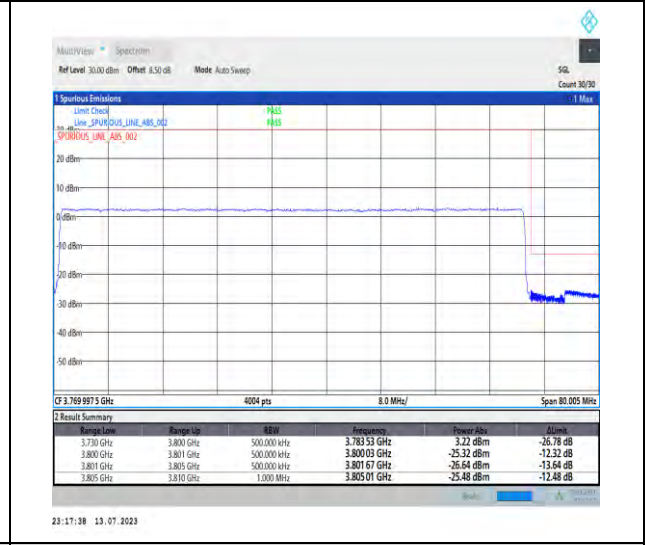 MultiView Spectrum
Ref Level 30.00 dBm Offset 8.50 dB Mode Auto Sweep SGL
Count 30/30
1 Spurious Emissions 1 Max
Limit Check PASS
Line _SPURIOUS_LINE_ABS_002 PASS
_SPURIOUS_LINE_ABS_002
20 dBm
10 dBm
0 dBm
-10 dBm
-20 dBm
-30 dBm
-40 dBm
-50 dBm
CF 3.769 997 5 GHz 4004 pts 8.0 MHz/ Span 80.005 MHz
2 Result Summary
Range Low Range Up RBW Frequency Power Abs ΔLimit
3.730 GHz 3.800 GHz 500.000 kHz 3.783 53 GHz 3.22 dBm -26.78 dB
3.800 GHz 3.801 GHz 500.000 kHz 3.800 03 GHz -25.32 dBm -12.32 dB
3.801 GHz 3.805 GHz 500.000 kHz 3.801 67 GHz -26.64 dBm -13.64 dB
3.805 GHz 3.810 GHz 1.000 MHz 3.805 01 GHz -25.48 dBm -12.48 dB
23:17:38 13.07.2023